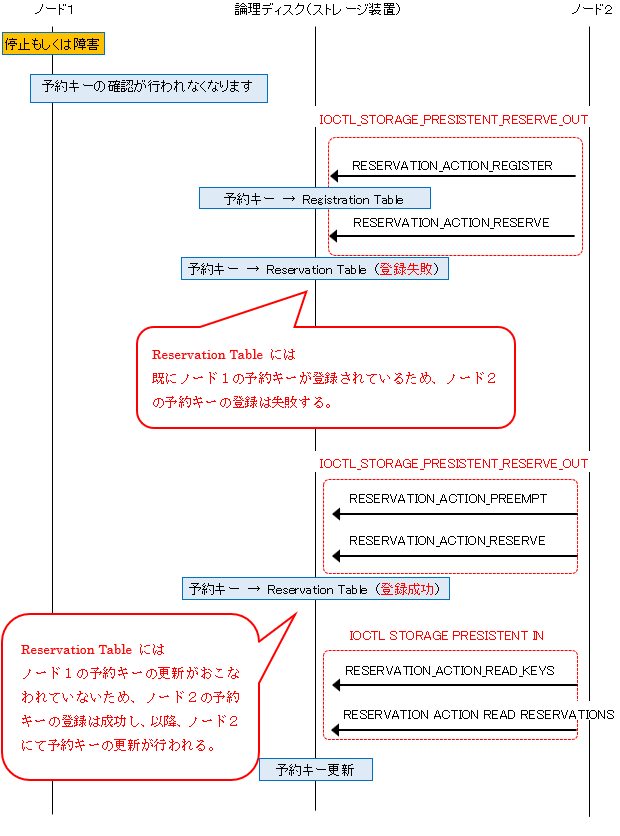 ノード1
論理ディスク(ストレージ装置)
ノード2
停止もしくは障害
予約キーの確認が行われなくなります
IOCTL_STORAGE_PRESISTENT_RESERVE_OUT
RESERVATION_ACTION_REGISTER
予約キー → Registration Table
RESERVATION_ACTION_RESERVE
予約キー → Reservation Table (登録失敗)
Reservation Table には
既にノード1の予約キーが登録されているため、ノード2
の予約キーの登録は失敗する。
IOCTL_STORAGE_PRESISTENT_RESERVE_OUT
RESERVATION_ACTION_PREEMPT
RESERVATION_ACTION_RESERVE
予約キー → Reservation Table (登録成功)
Reservation Table には
ノード1の予約キーの更新がおこな
われていないため、ノード2の予約
キーの登録は成功し、以降、ノード2
にて予約キーの更新が行われる。
IOCTL STORAGE PRESISTENT IN
RESERVATION_ACTION_READ_KEYS
RESERVATION ACTION READ RESERVATIONS
予約キー更新